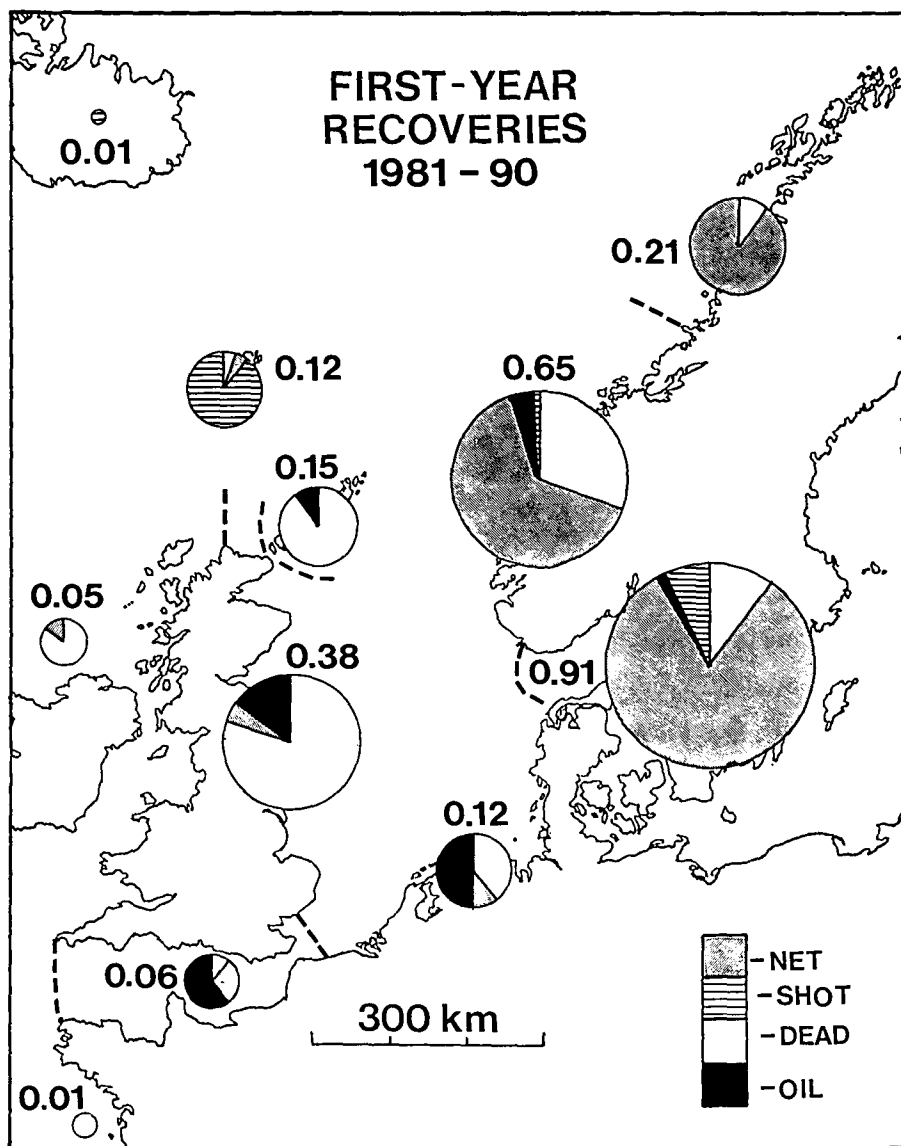 FIRST-YEAR
RECOVERIES
1981-90
0.01
0.21
0.12
0.65
0.15
0.05
0.38
0.91
0.12
0.06
300 km
0.01
-NET
-SHOT
-DEAD
-OIL